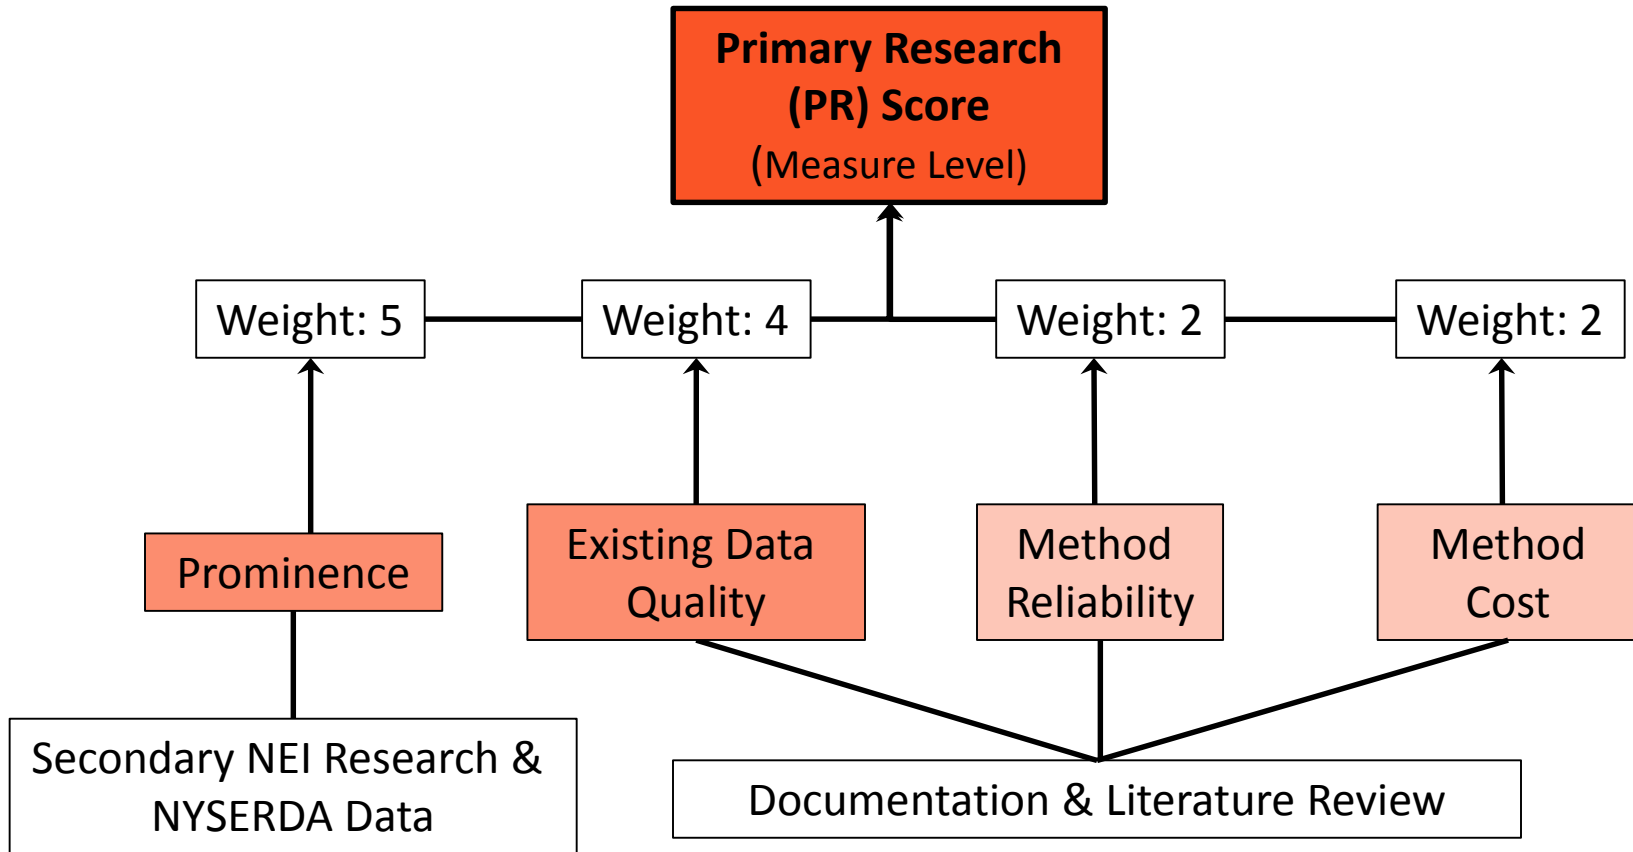 Primary Research
(PR) Score
(Measure Level)
Weight: 5
Weight: 4
Weight: 2
Weight: 2
Prominence
Existing Data
Quality
Method
Reliability
Method
Cost
Secondary NEI Research &
NYSERDA Data
Documentation & Literature Review